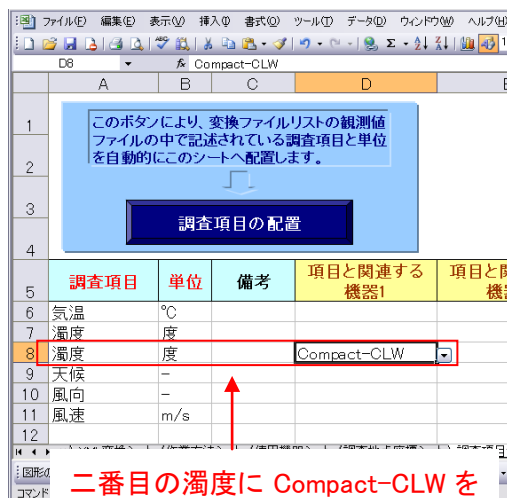 ファイル(F) 編集(E) 表示(V) 挿入(I) 書式(O) ツール(T) データ(D) ウィンドウ(W) ヘルプ(H)
D8 fx Compact-CLW
A B C D
1
2
3
4
このボタンにより、変換ファイルリストの観測値
ファイルの中で記述されている調査項目と単位
を自動的にこのシートへ配置します。
調査項目の配置
5 調査項目 単位 備考 項目と関連する
機器1
6 気温 ℃
7 濁度 度
8 濁度 度 Compact-CLW
9 天候 −
10 風向 −
11 風速 m/s
12
二番目の濁度に Compact-CLW を